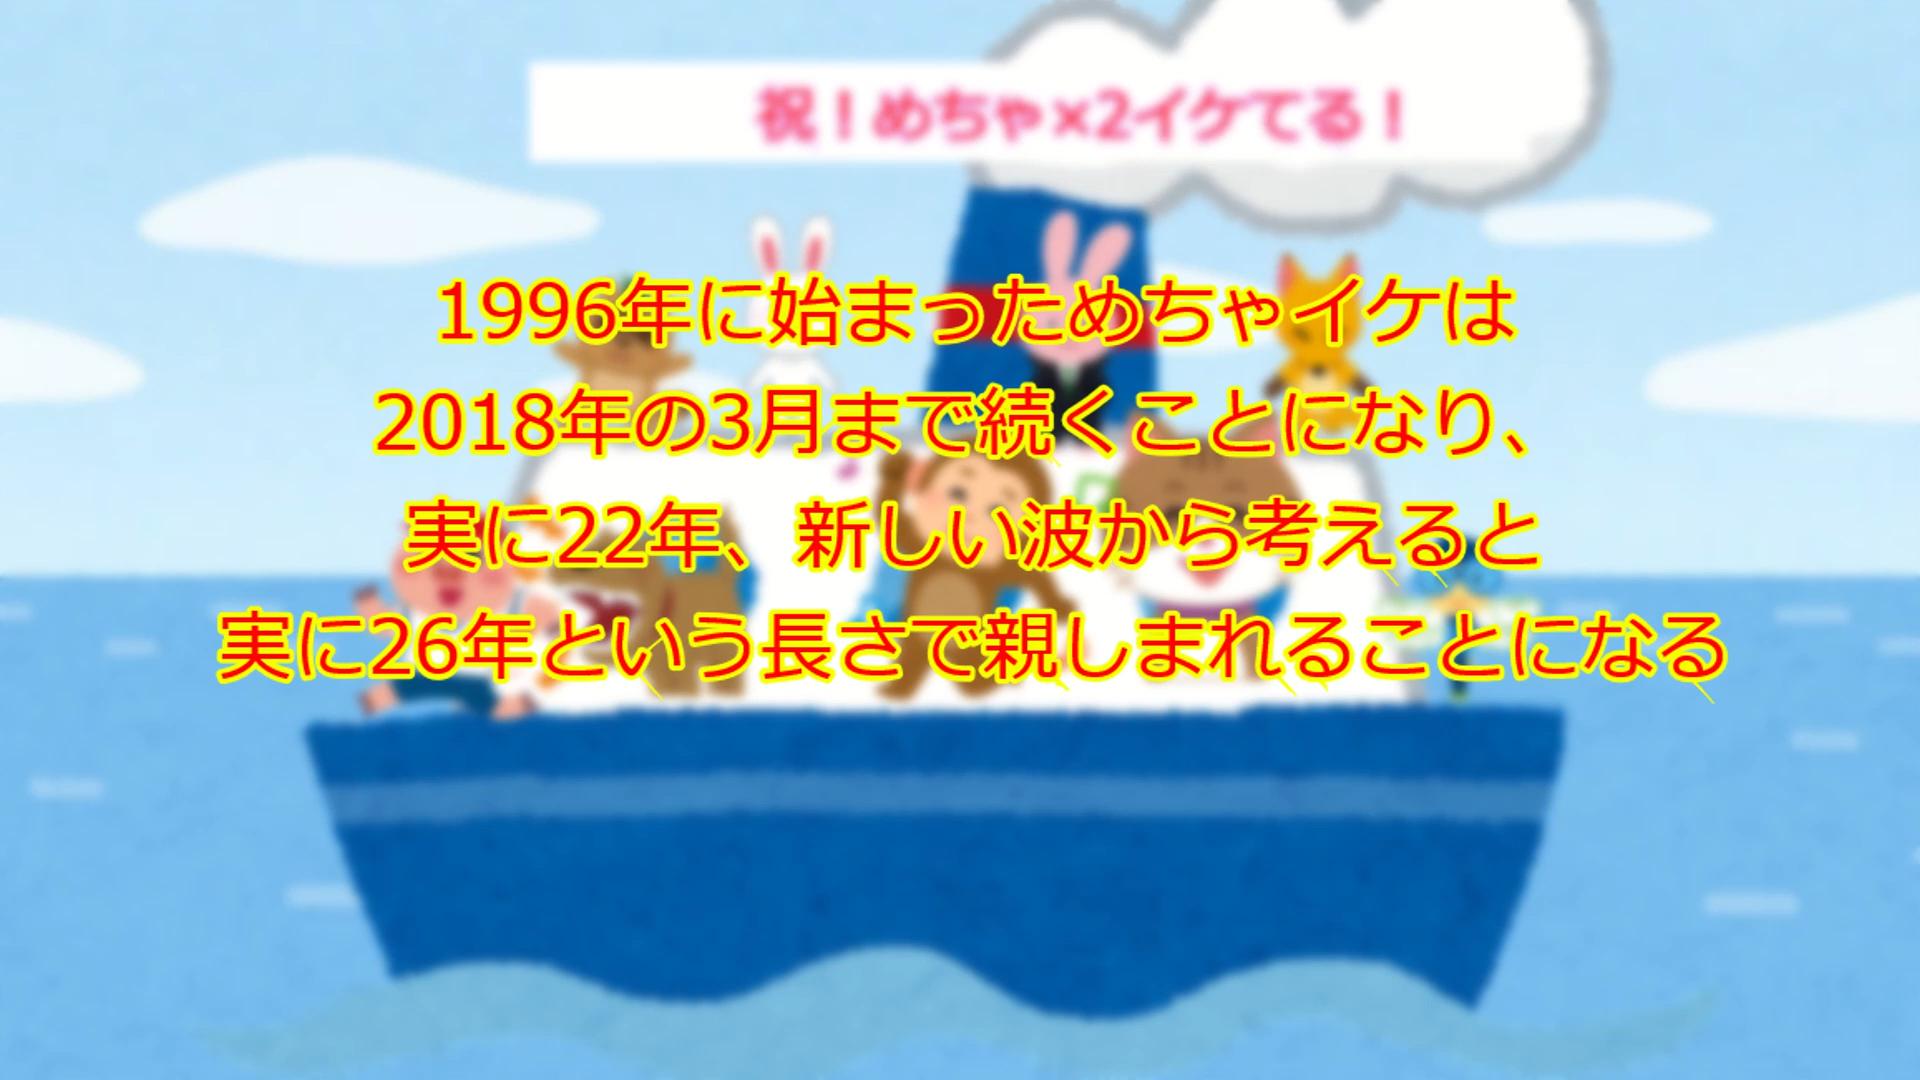 祝！めちゃ×2イケてる！
1996年に始まっためちゃイケは
2018年の3月まで続くことになり、
実に22年、新しい波から考えると
実に26年という長さで親しまれることになる